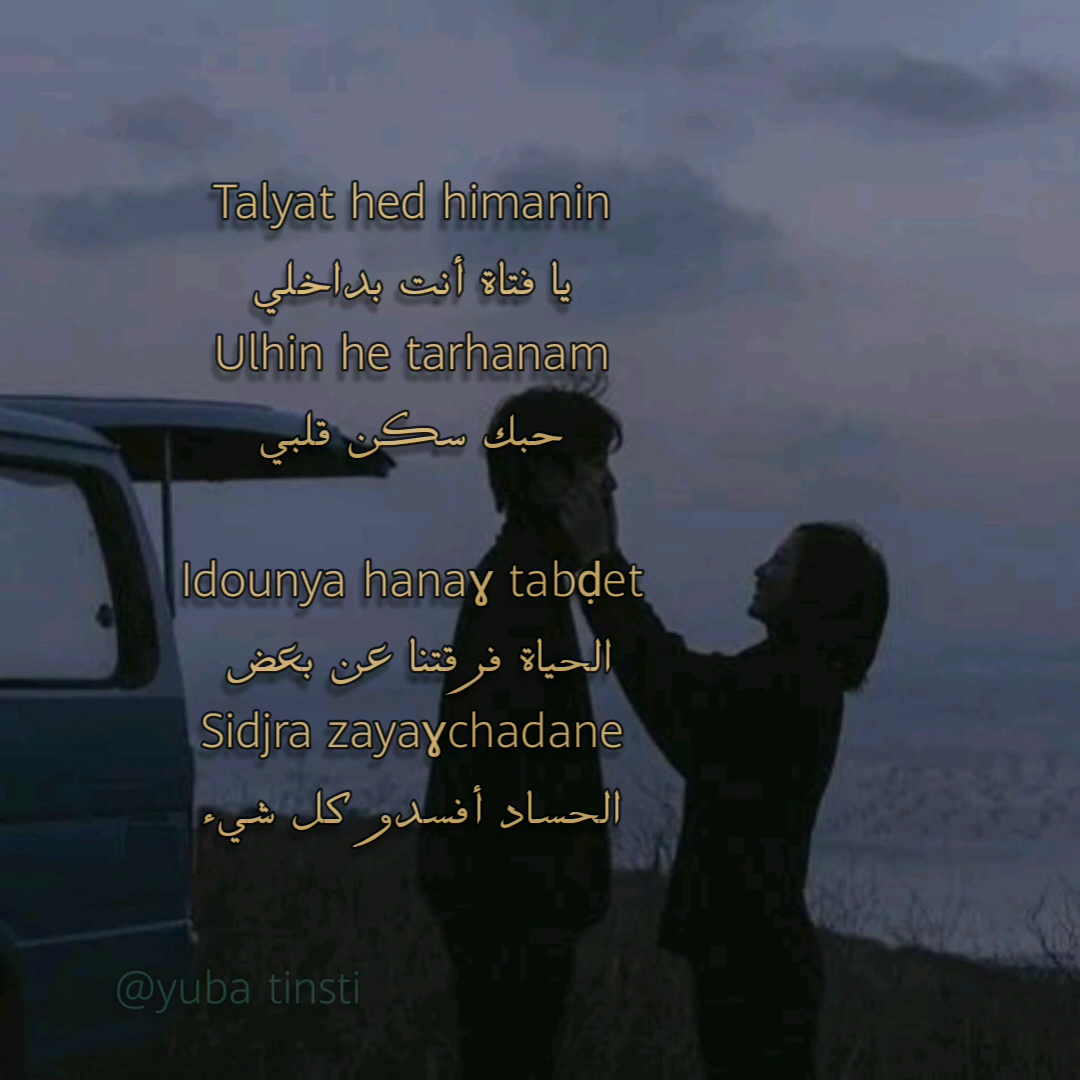 Talyat hed himanin
يا فتاة أنت بداخلي
Ulhin he tarhanam
حبك سكن قلبي
Idounya hanaɣ tabḍet
الحياة فرقتنا عن بعض
Sidjra zayaɣchadane
الحساد أفسدو كل شيء
@yuba tinsti